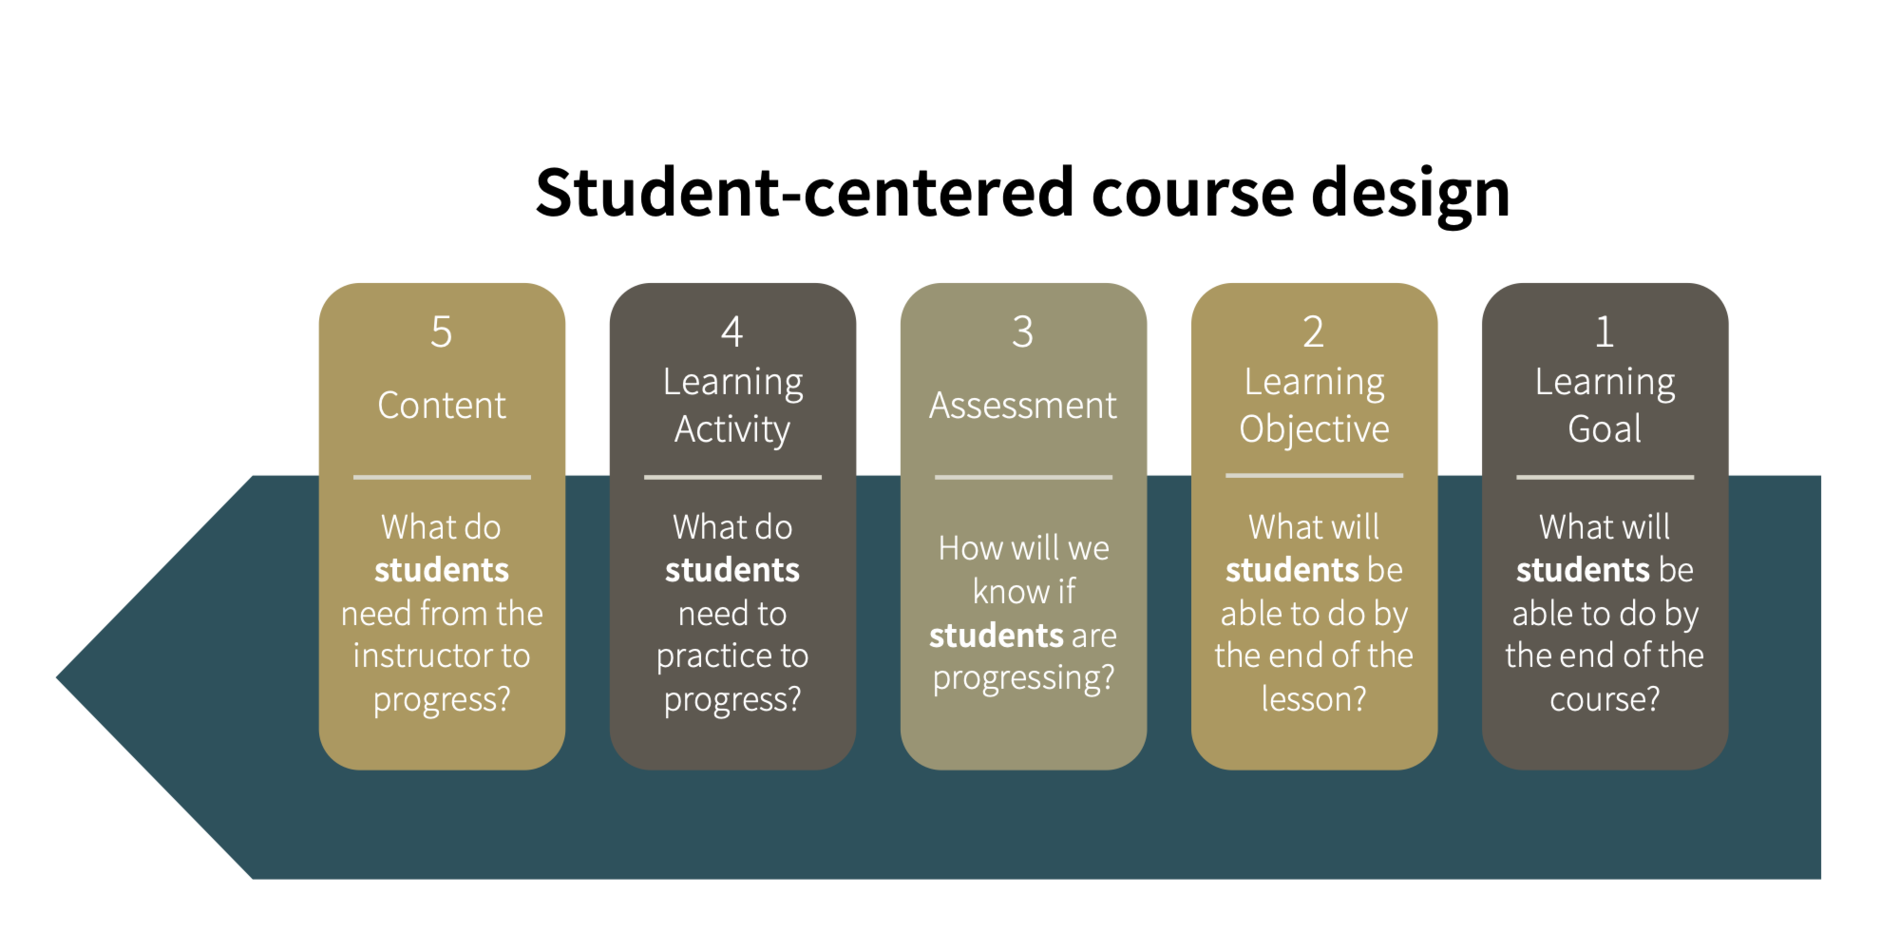 Student-centered course design
5
Content
What do
students
need from the
instructor to
progress?
4
Learning
Activity
What do
students
need to
practice to
progress?
3
Assessment
How will we
know if
students are
progressing?
2
Learning
Objective
What will
students be
able to do by
the end of the
lesson?
1
Learning
Goal
What will
students be
able to do by
the end of the
course?